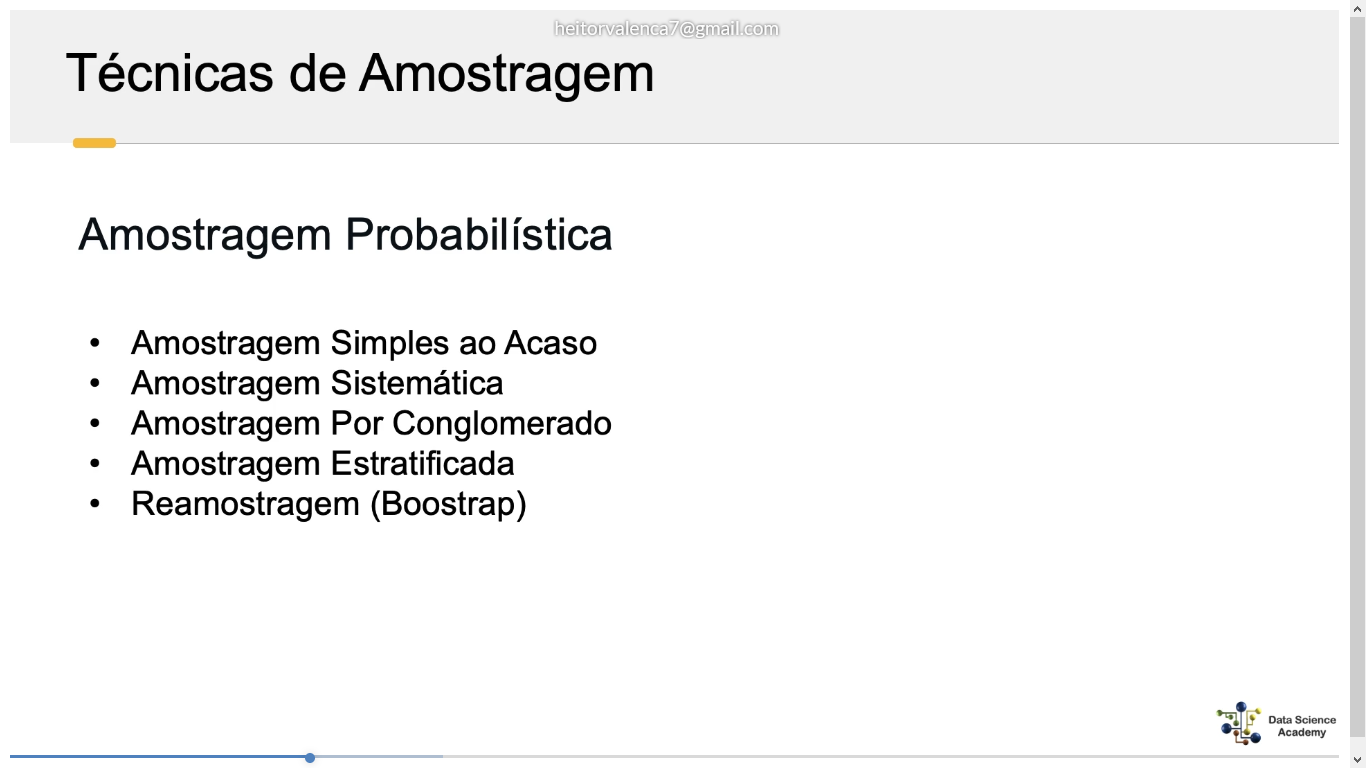 heitorvalenca7@gmail.com
Técnicas de Amostragem
Amostragem Probabilística
• Amostragem Simples ao Acaso
• Amostragem Sistemática
• Amostragem Por Conglomerado
• Amostragem Estratificada
• Reamostragem (Boostrap)
Data Science
Academy